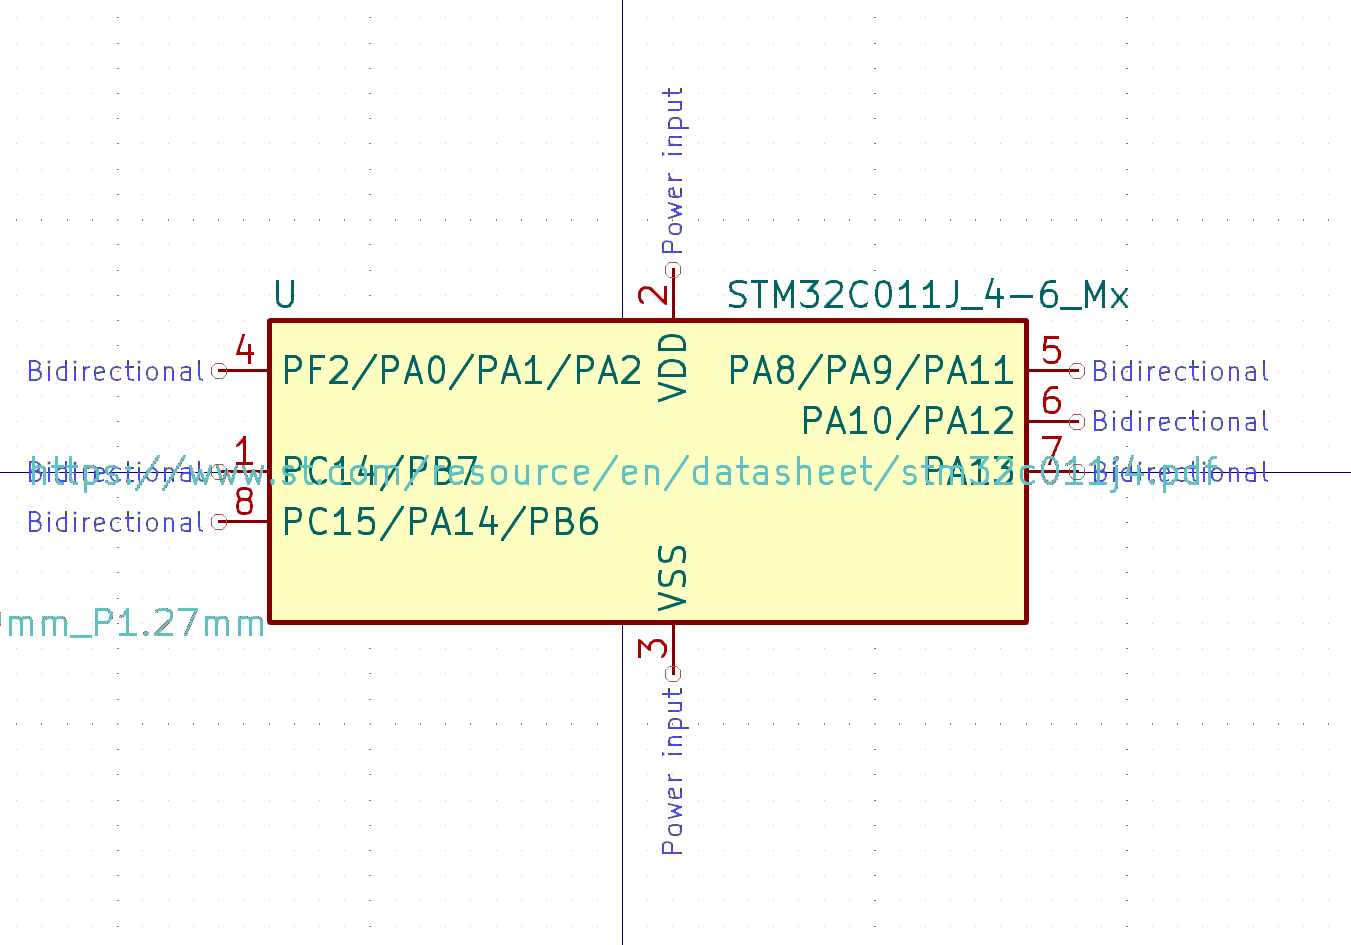 Power input
U
2
STM32C011J_4-6_Mx
Bidirectional
4
PF2/PA0/PA1/PA2
VDD
PA8/PA9/PA11
5
Bidirectional
PA10/PA12
6
Bidirectional
Bidirectional
1
PC14/PB7
https://www.st.com/resource/en/datasheet/stm32c011j4.pdf
PA13
7
Bidirectional
Bidirectional
8
PC15/PA14/PB6
VSS
mm_P1.27mm
3
Power input